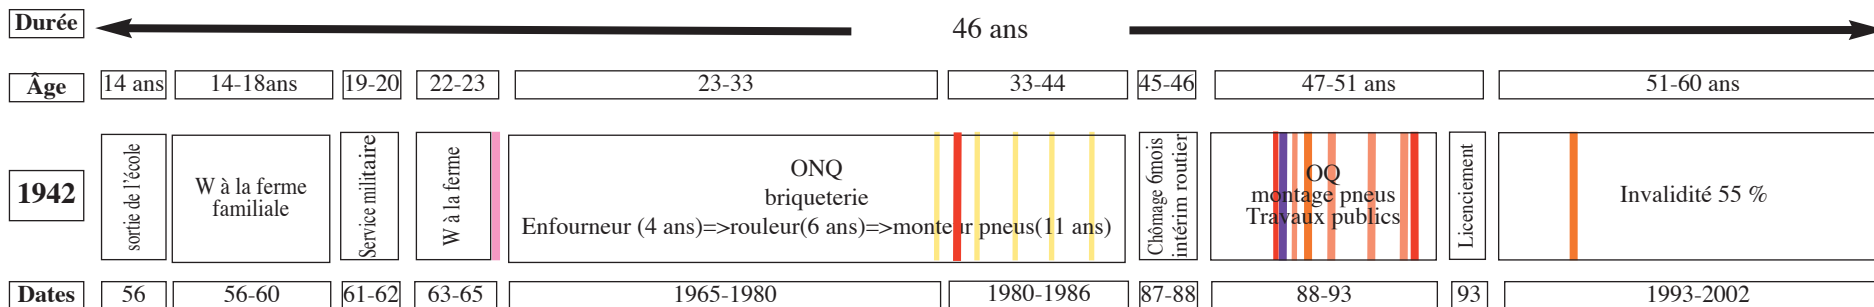 Durée
46 ans
Âge
14 ans
14-18ans
19-20
22-23
23-33
33-44
45-46
47-51 ans
51-60 ans
1942
sortie de l'école
W à la ferme
familiale
Service militaire
W à la ferme
ONQ
briqueterie
Enfourneur (4 ans)=>rouleur(6 ans)=>monteur pneus(11 ans)
Chômage 6mois
intérim routier
OQ
montage pneus
Travaux publics
Licenciement
Invalidité 55 %
Dates
56
56-60
61-62
63-65
1965-1980
1980-1986
87-88
88-93
93
1993-2002